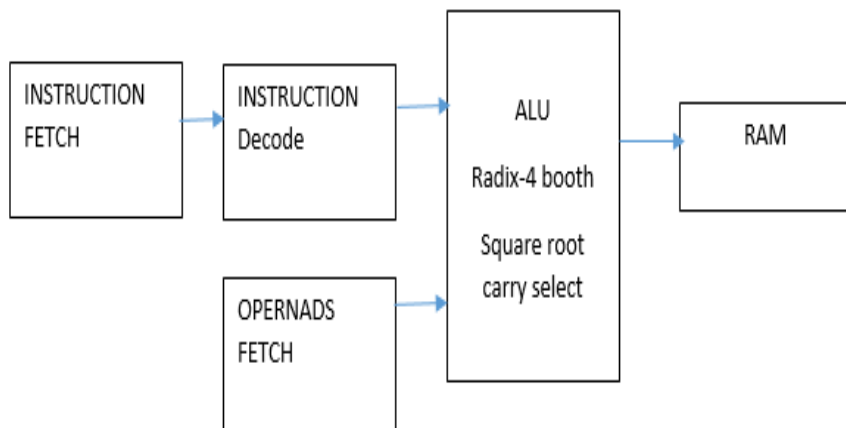 INSTRUCTION
FETCH
INSTRUCTION
Decode
OPERNADS
FETCH
ALU
Radix-4 booth
Square root
carry select
RAM